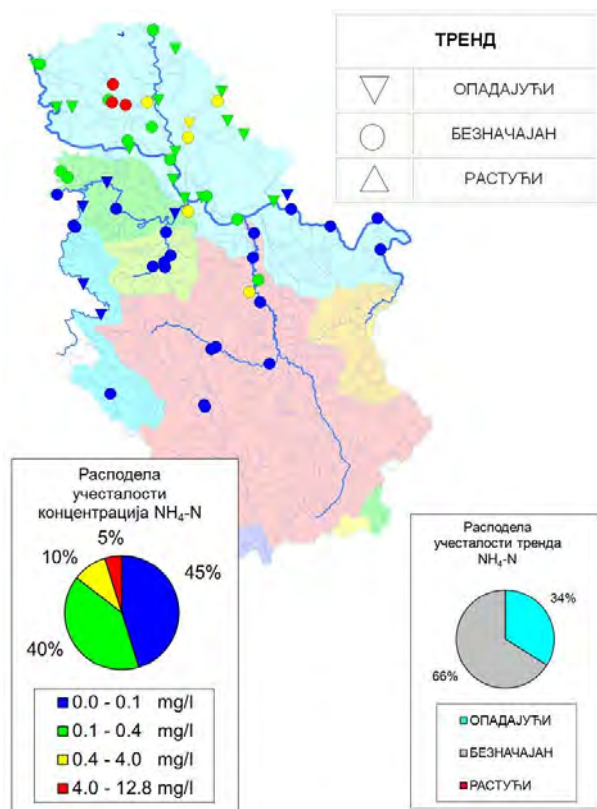 ТРЕНД
ОПАДАЈУЋИ
БЕЗНАЧАЈАН
РАСТУЋИ
Расподела
учесталости
концентрација NH₄-N
5%
10%
45%
40%
0.0 - 0.1 mg/l
0.1 - 0.4 mg/l
0.4 - 4.0 mg/l
4.0 - 12.8 mg/l
Расподела
учесталости тренда
NH₄-N
34%
66%
ОПАДАЈУЋИ
БЕЗНАЧАЈАН
РАСТУЋИ